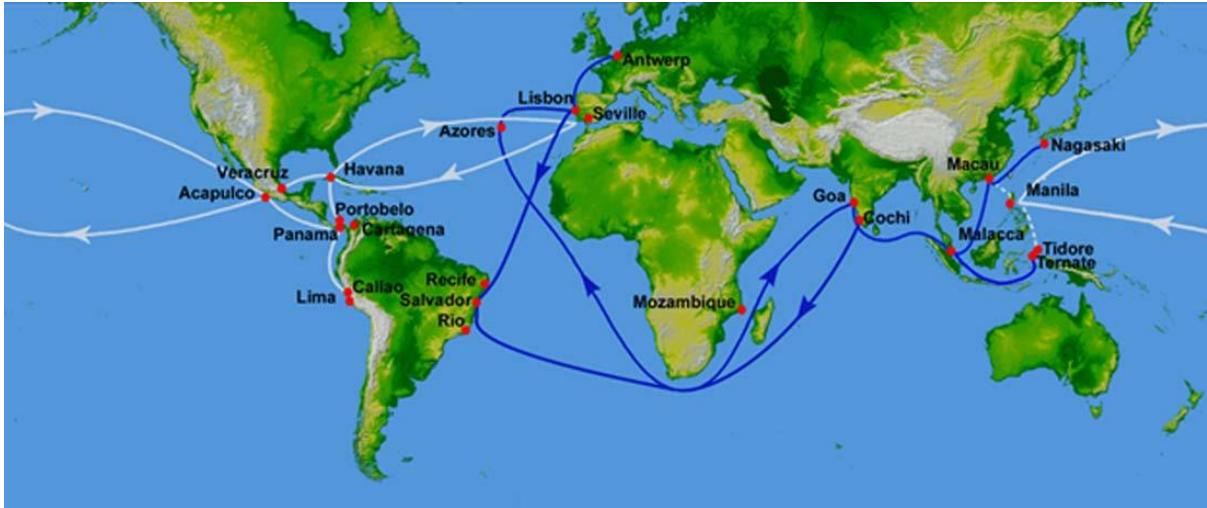 Antwerp
Lisbon
Seville
Azores
Nagasaki
Macau
Veracruz
Havana
Acapulco
Manila
Goa
Cochi
Portobelo
Panama
Cartagena
Malacca
Tidore
Ternate
Recife
Callao
Lima
Salvador
Mozambique
Rio